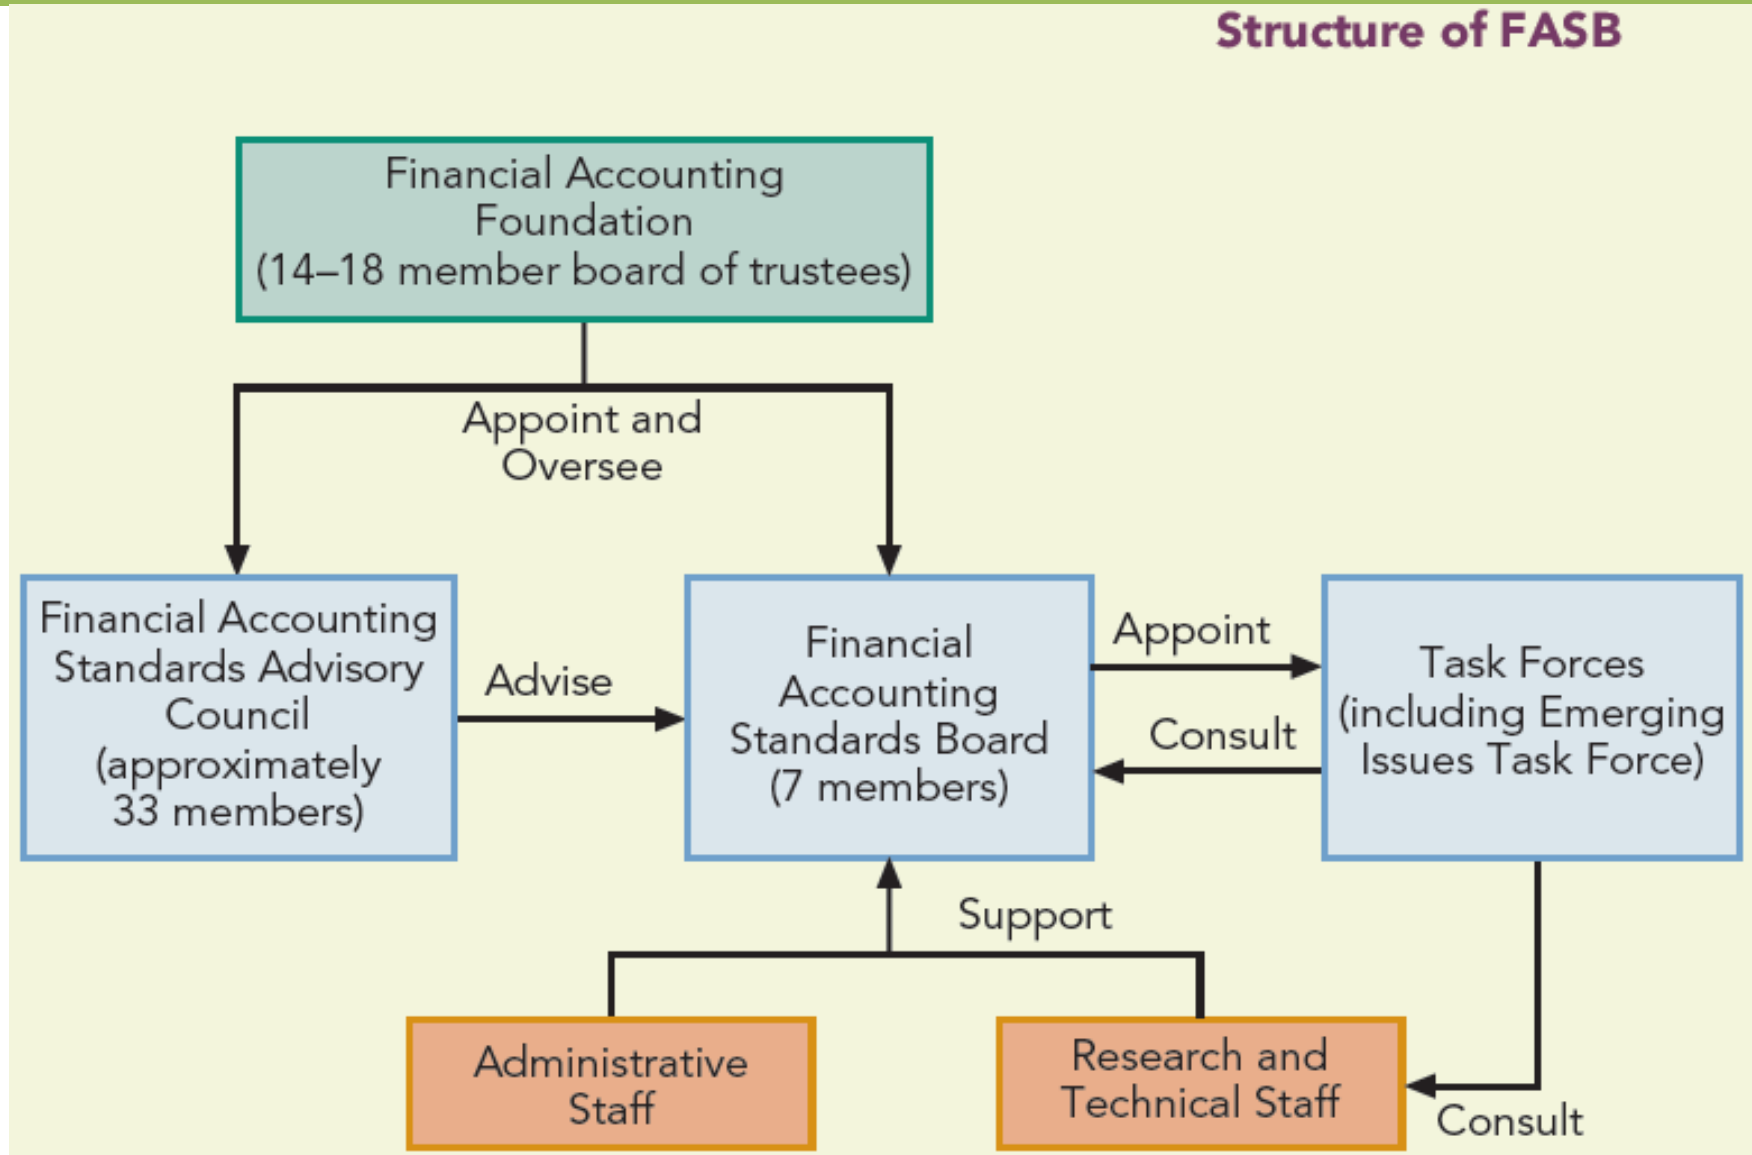 Structure of FASB
Financial Accounting
Foundation
(14–18 member board of trustees)
Appoint and
Oversee
Financial Accounting
Standards Advisory
Council
(approximately
33 members)
Advise
Financial
Accounting
Standards Board
(7 members)
Appoint
Consult
Task Forces
(including Emerging
Issues Task Force)
Support
Administrative
Staff
Research and
Technical Staff
Consult